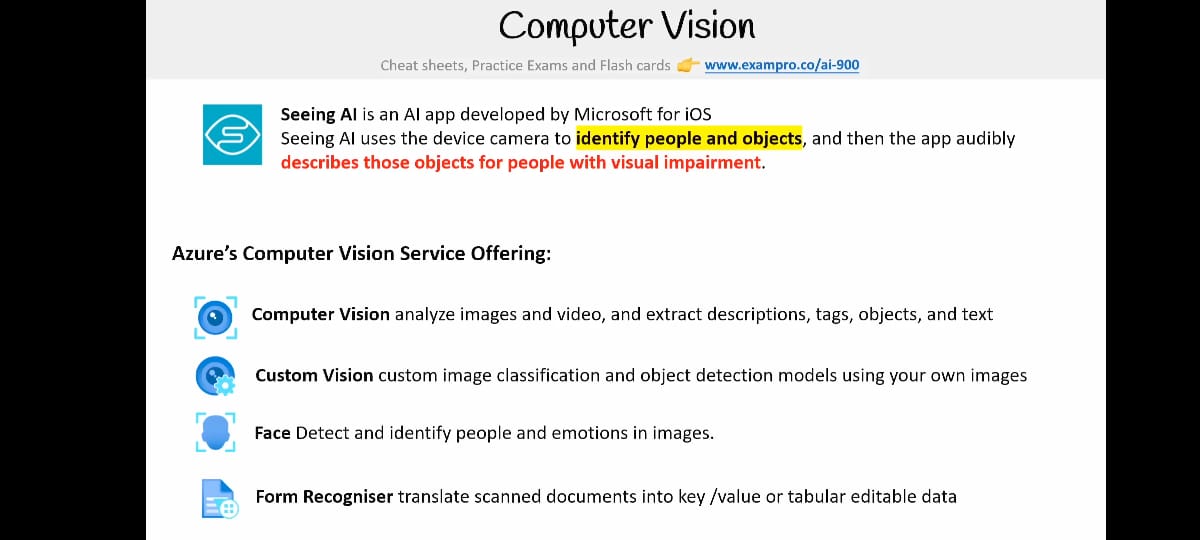 Computer Vision
Cheat sheets, Practice Exams and Flash cards 👉 www.exampro.co/ai-900
Seeing AI is an AI app developed by Microsoft for iOS
Seeing AI uses the device camera to identify people and objects, and then the app audibly
describes those objects for people with visual impairment.
Azure’s Computer Vision Service Offering:
Computer Vision analyze images and video, and extract descriptions, tags, objects, and text
Custom Vision custom image classification and object detection models using your own images
Face Detect and identify people and emotions in images.
Form Recogniser translate scanned documents into key /value or tabular editable data